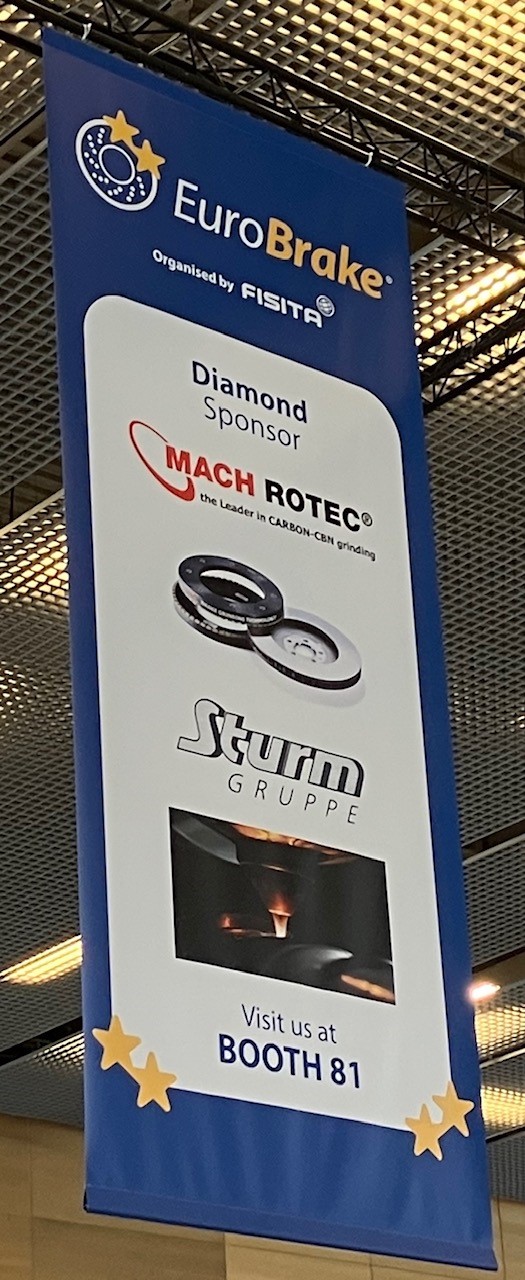 EuroBrake®
Organised by FISITA
Diamond
Sponsor
MACH ROTEC®
the Leader in CARBON-CBN grinding
Sturm
GRUPPE
Visit us at
BOOTH 81